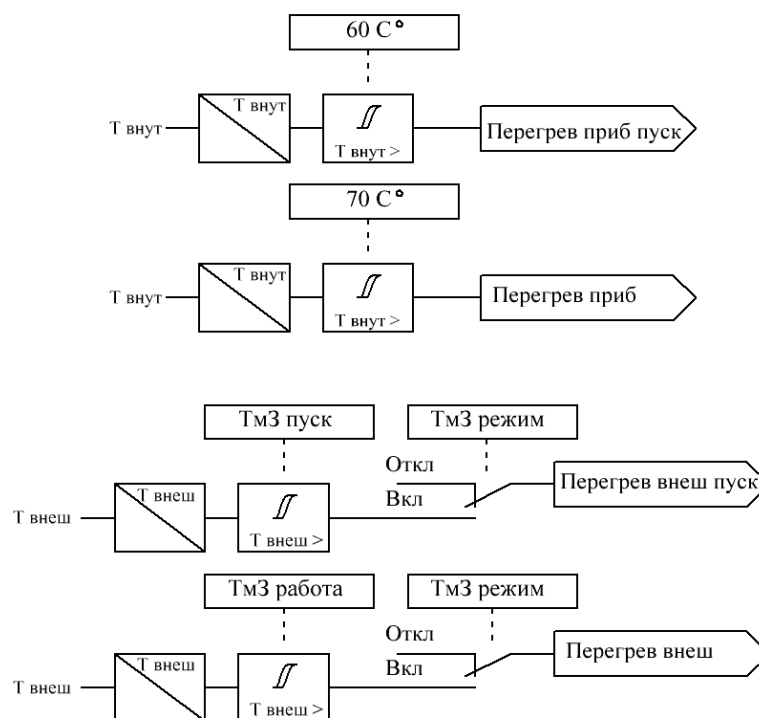 60 C°
T внут
T внут
T внут >
Перегрев приб пуск
70 C°
T внут
T внут
T внут >
Перегрев приб
ТмЗ пуск
ТмЗ режим
Откл
Вкл
T внеш
T внеш
T внеш >
Перегрев внеш пуск
ТмЗ работа
ТмЗ режим
Откл
Вкл
T внеш
T внеш
T внеш >
Перегрев внеш